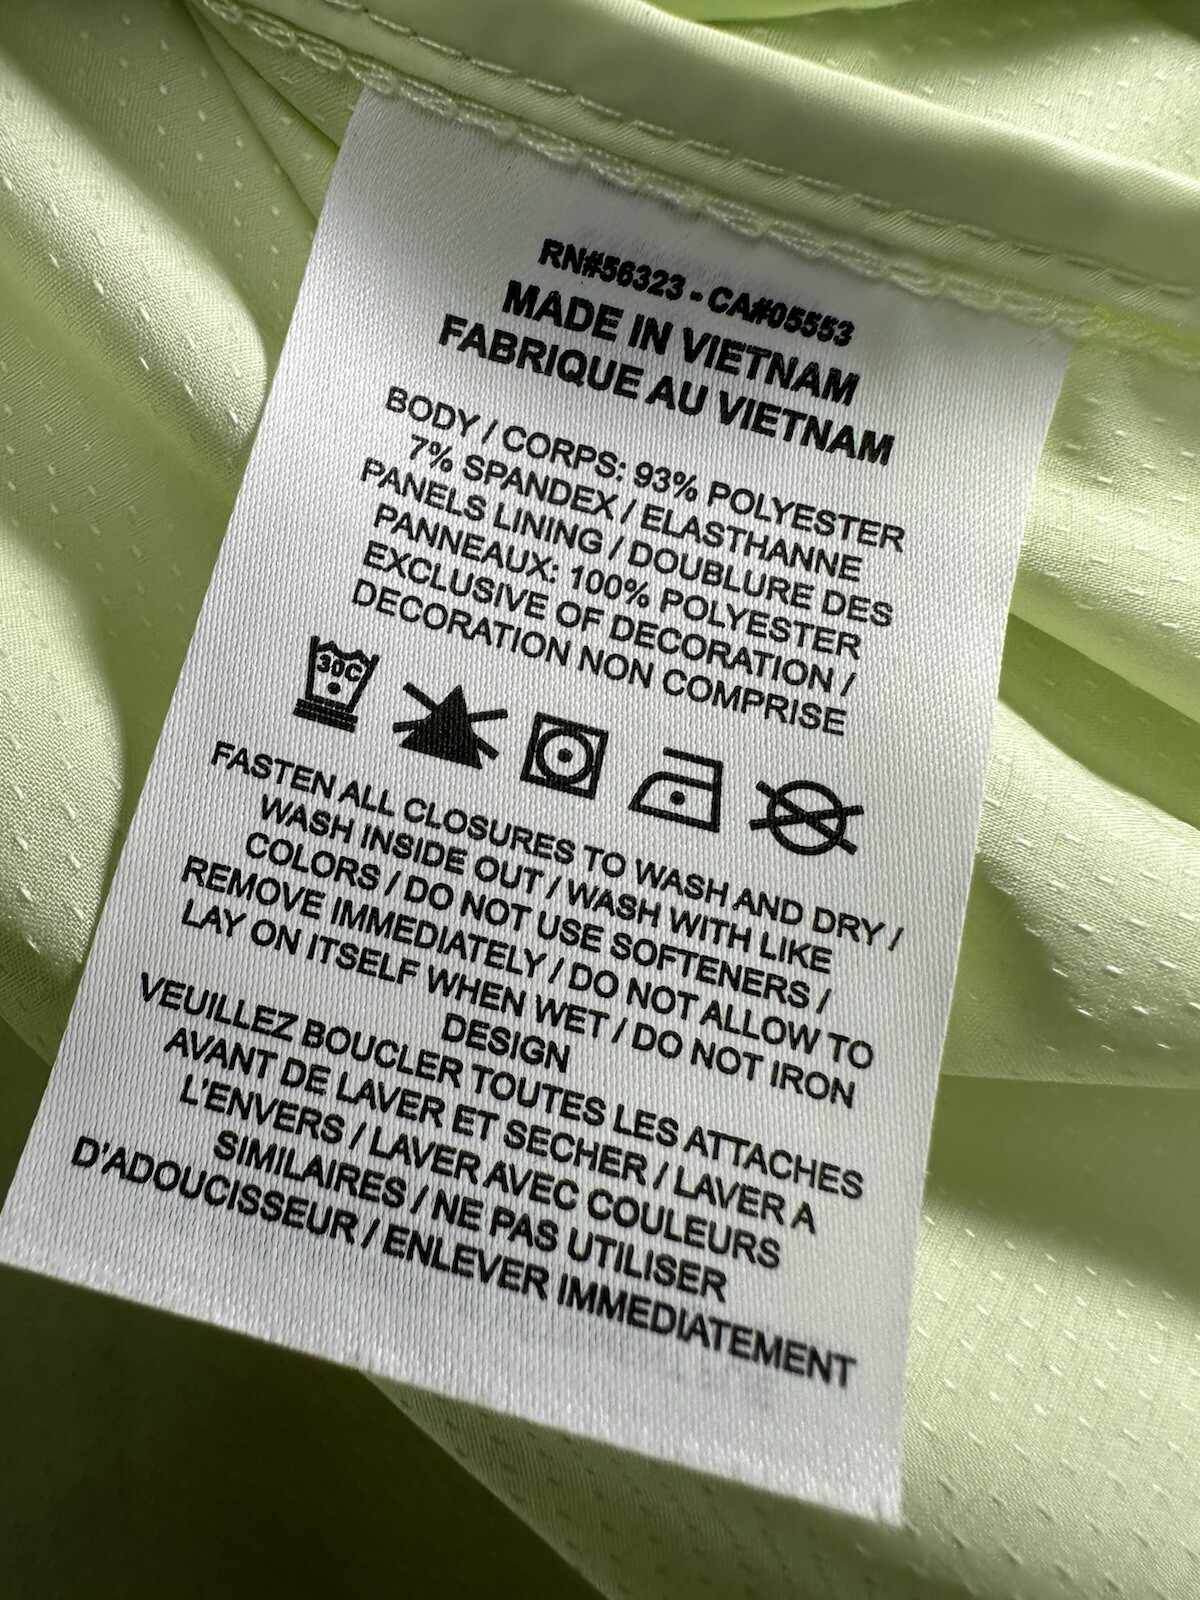 RN#56323 - CA#05553
MADE IN VIETNAM
FABRIQUE AU VIETNAM
BODY / CORPS: 93% POLYESTER
7% SPANDEX / ELASTHANNE
PANELS LINING / DOUBLURE DES
PANNEAUX: 100% POLYESTER
EXCLUSIVE OF DECORATION /
DECORATION NON COMPRISE
30C
FASTEN ALL CLOSURES TO WASH AND DRY /
WASH INSIDE OUT / WASH WITH LIKE
COLORS / DO NOT USE SOFTENERS /
REMOVE IMMEDIATELY / DO NOT ALLOW TO
LAY ON ITSELF WHEN WET / DO NOT IRON
DESIGN
VEUILLEZ BOUCLER TOUTES LES ATTACHES
AVANT DE LAVER ET SECHER / LAVER A
L'ENVERS / LAVER AVEC COULEURS
SIMILAIRES / NE PAS UTILISER
D'ADOUCISSEUR / ENLEVER IMMEDIATEMENT